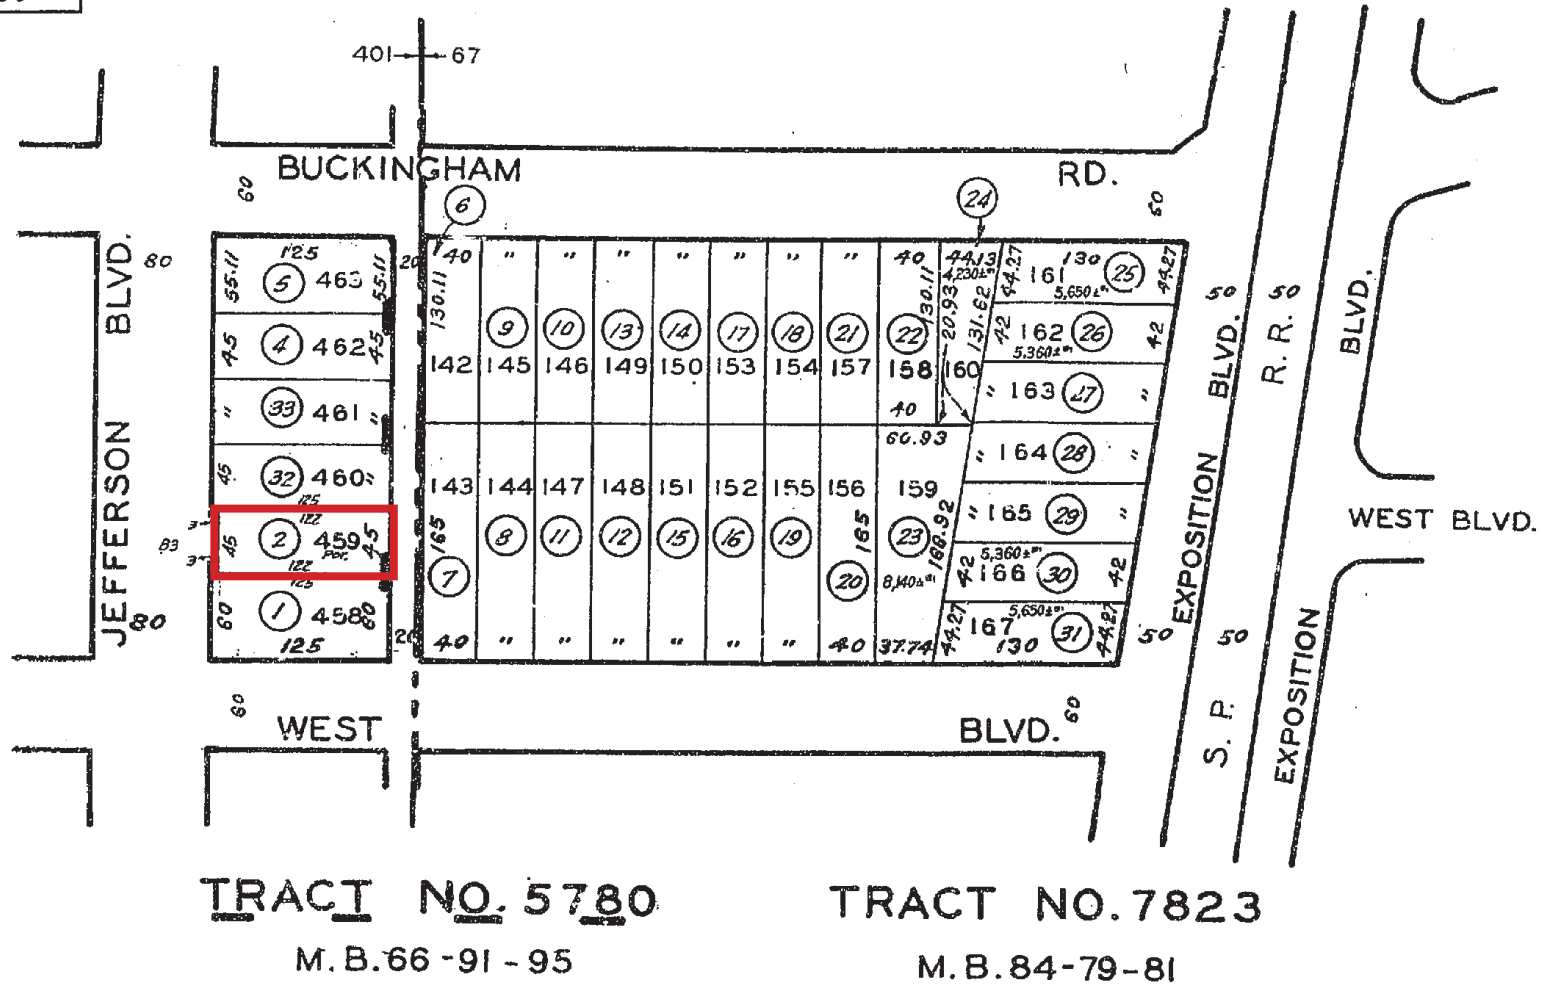 401 67
BUCKINGHAM RD.
60 60
6 24
JEFFERSON BLVD.
80
125
55.11 5 463 55.11
45 4 462 45
" 33 461 "
45 32 460 "
125
3 122
83 45 2 459 45
Por.
3 122
125
60 1 458 60
125
80
20
20
40 " " " " " " " 40 44.13
4,230±
130.11 130.11 20.93 131.62
9 10 13 14 17 18 21 22
142 145 146 149 150 153 154 157 158 160
40
60.93
143 144 147 148 151 152 155 156 159
165 8 11 12 15 16 19 165 23 168.92
7 20 8,140±
40 " " " " " " 40 37.74
130
44.27 161 25 44.27
5,650±
42 162 26 42
5,360±
" 163 27 "
" 164 28 "
" 165 29 "
5,360±
42 166 30 42
5,650±
44.27 167 31 44.27
130
50 50
EXPOSITION BLVD.
S. P. R. R.
EXPOSITION BLVD.
50 50
WEST BLVD.
60 60
WEST BLVD.
TRACT NO. 5780
M.B. 66-91-95
TRACT NO. 7823
M.B. 84-79-81